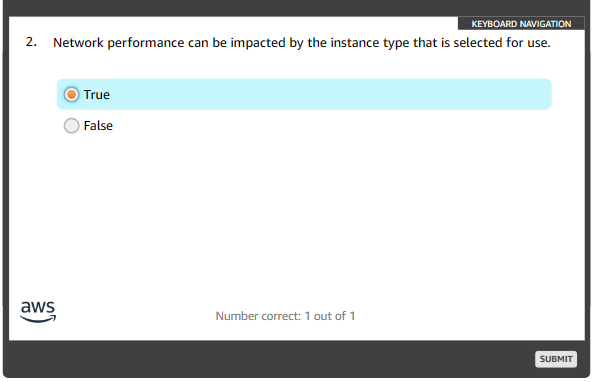 KEYBOARD NAVIGATION
2. Network performance can be impacted by the instance type that is selected for use.
True
False
aws
Number correct: 1 out of 1
SUBMIT